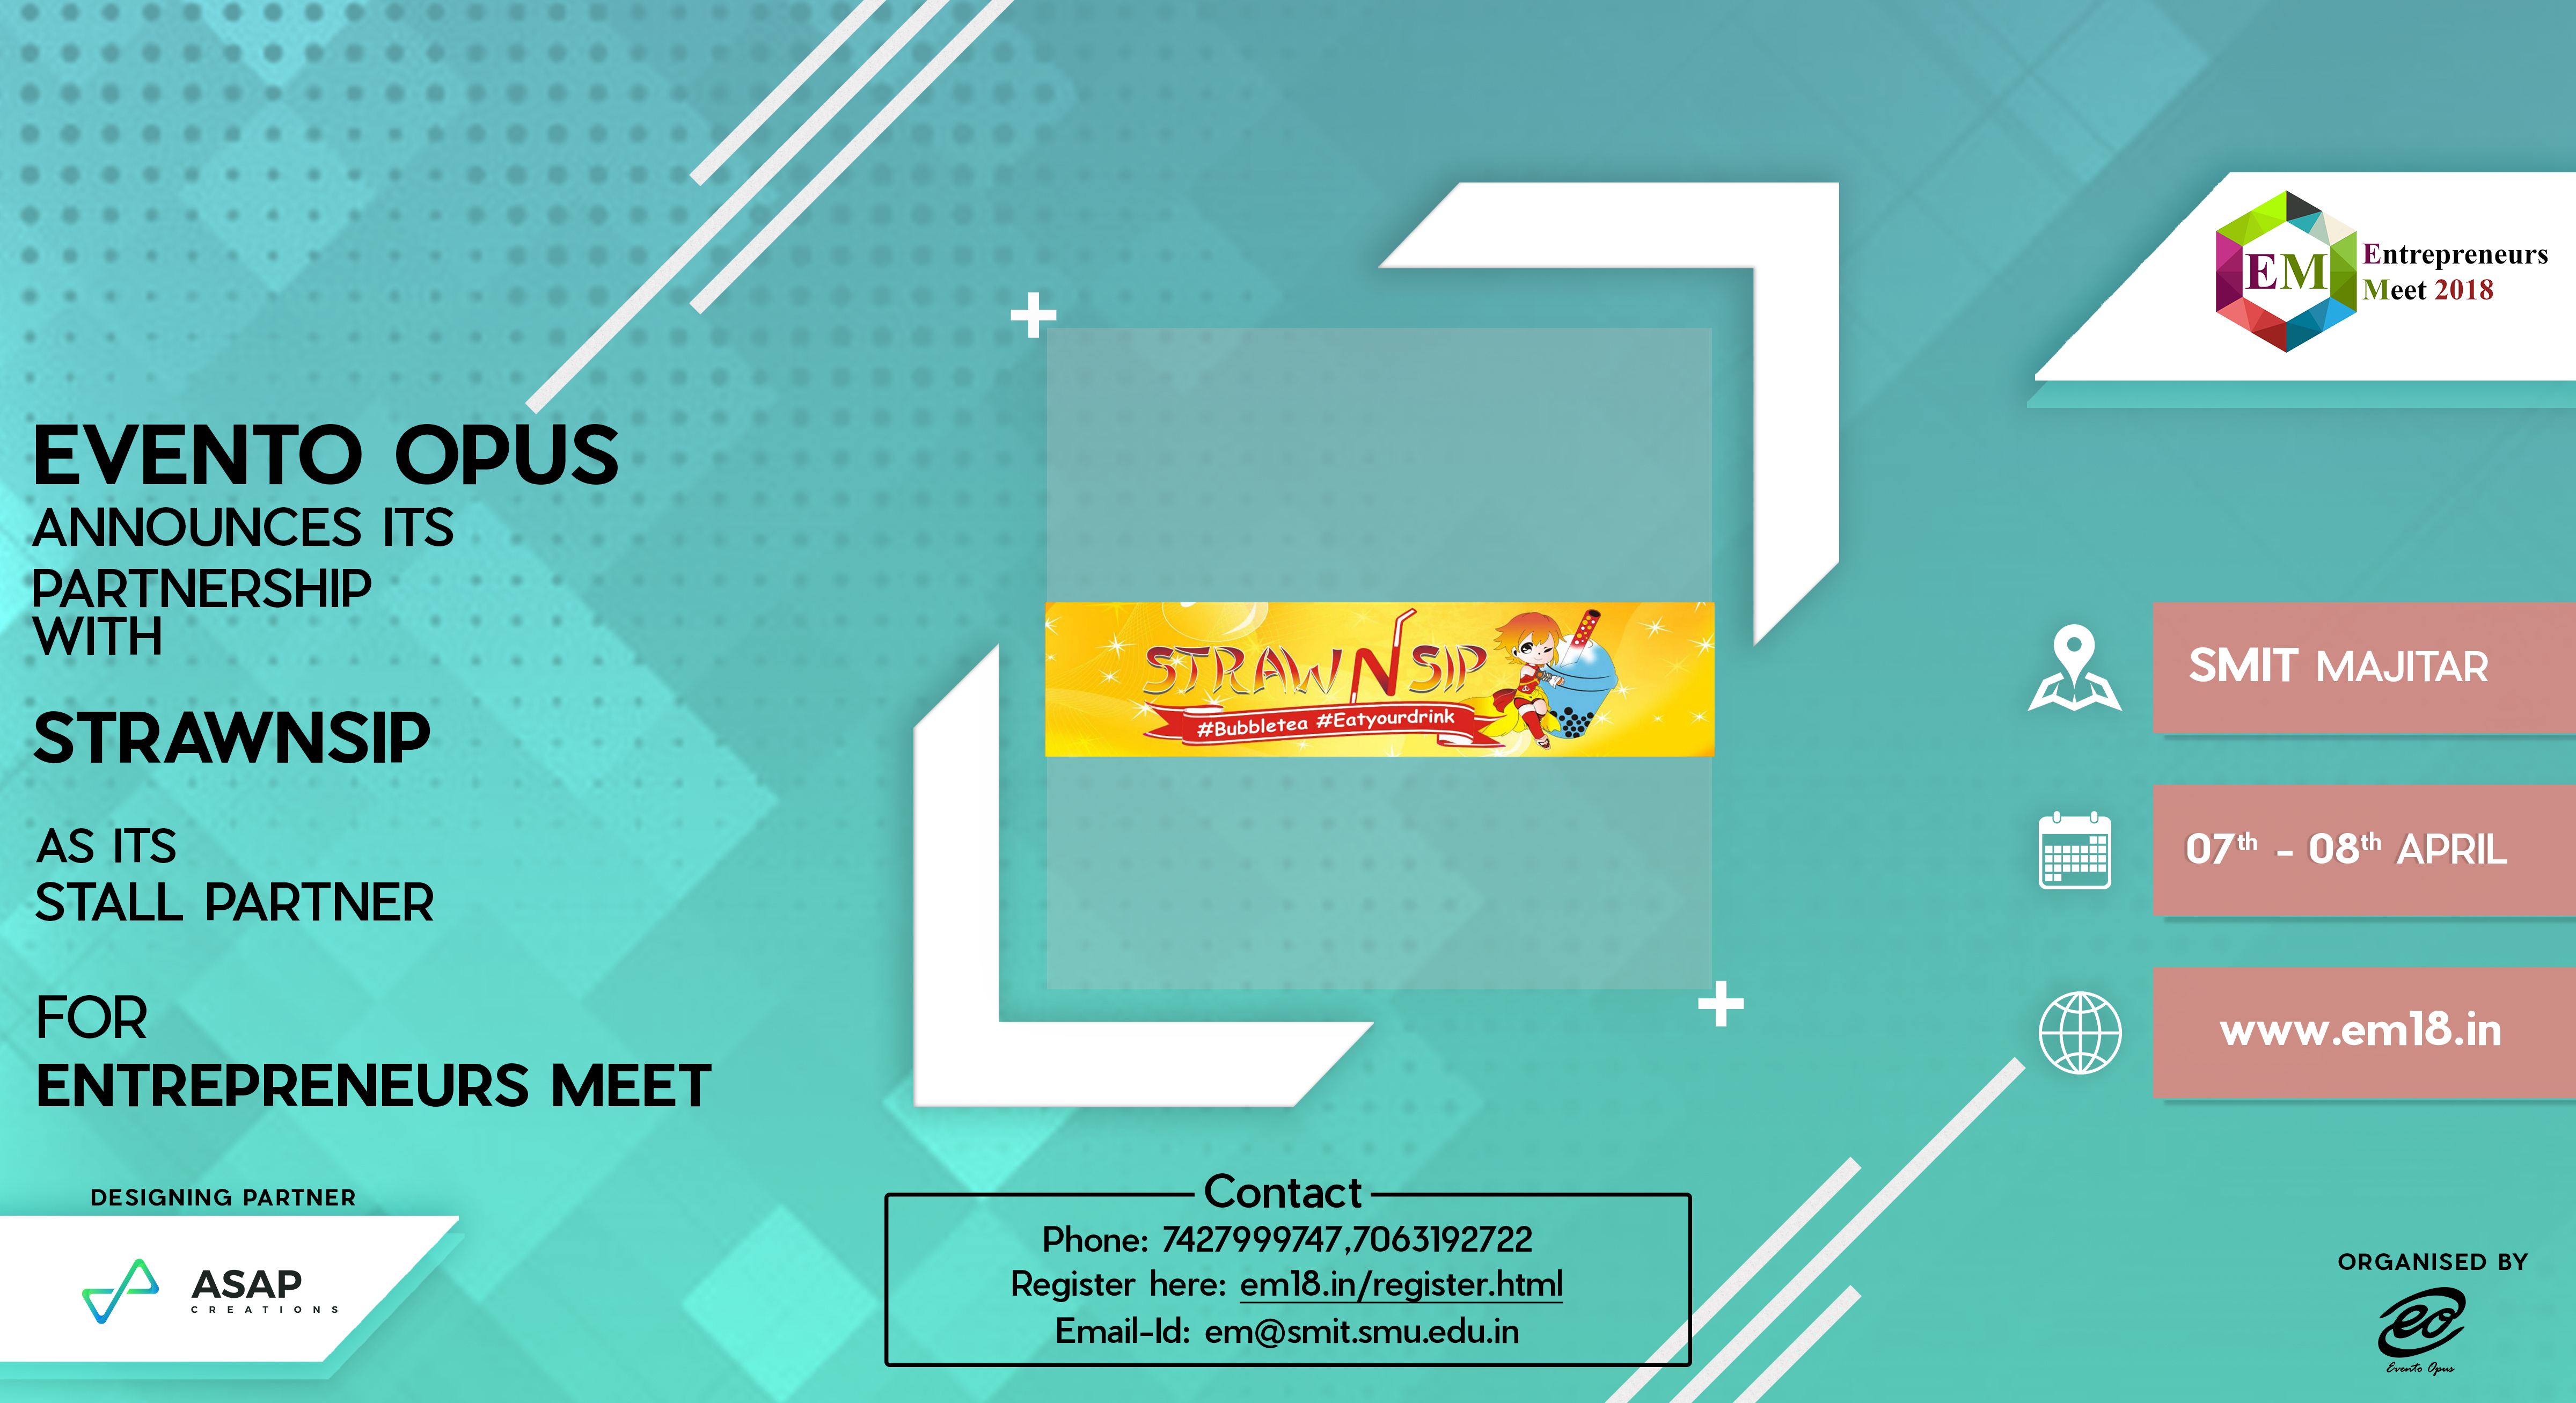 EVENTO OPUS
ANNOUNCES ITS
PARTNERSHIP
WITH
STRAWNSIP
AS ITS
STALL PARTNER
FOR
ENTREPRENEURS MEET
DESIGNING PARTNER
ASAP
CREATIONS
STRAW N SIP
#Bubbletea #Eatyourdrink
Contact
Phone: 7427999747,7063192722
Register here: em18.in/register.html
Email-Id: em@smit.smu.edu.in
EM
Entrepreneurs
Meet 2018
SMIT MAJITAR
07th - 08th APRIL
www.em18.in
ORGANISED BY
eo
Evento Opus